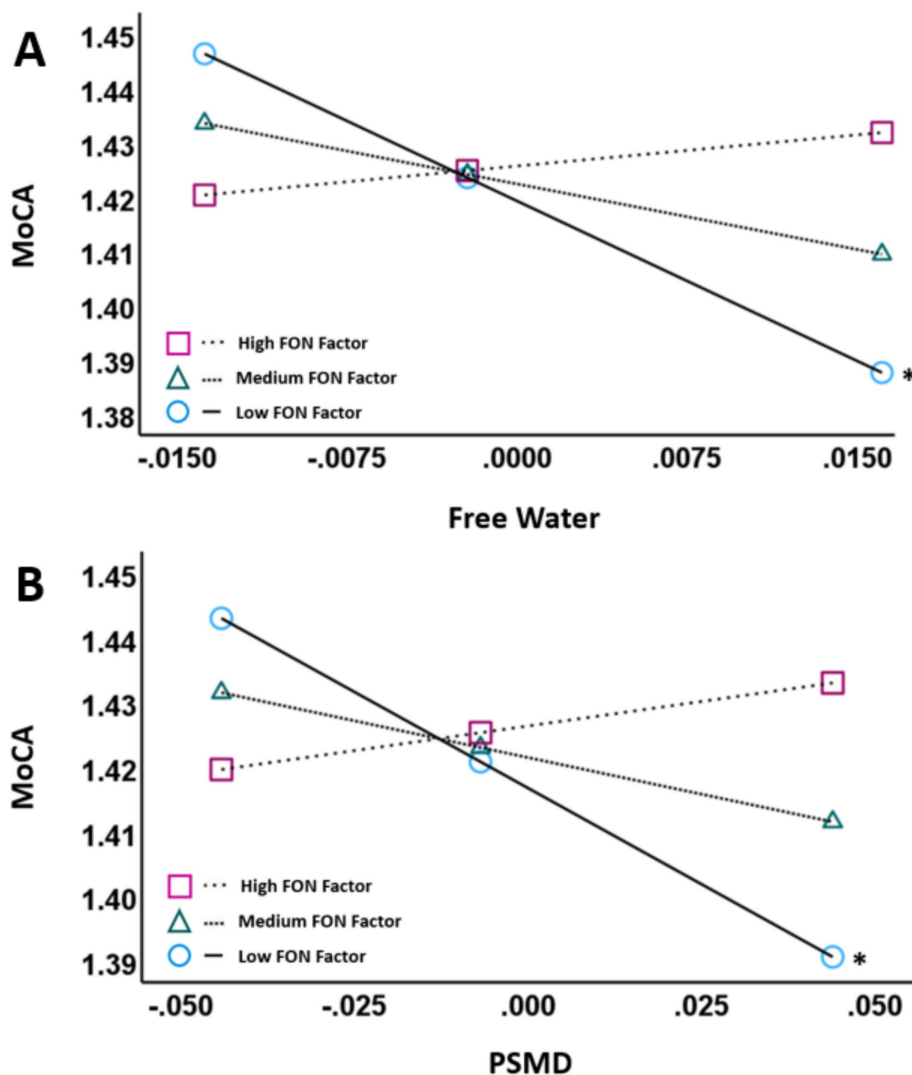 A
1.45
1.44
1.43
1.42
1.41
1.40
1.39
1.38
MoCA
High FON Factor
Medium FON Factor
Low FON Factor
*
-.0150 -.0075 .0000 .0075 .0150
Free Water
B
1.45
1.44
1.43
1.42
1.41
1.40
1.39
MoCA
High FON Factor
Medium FON Factor
Low FON Factor
*
-.050 -.025 .000 .025 .050
PSMD